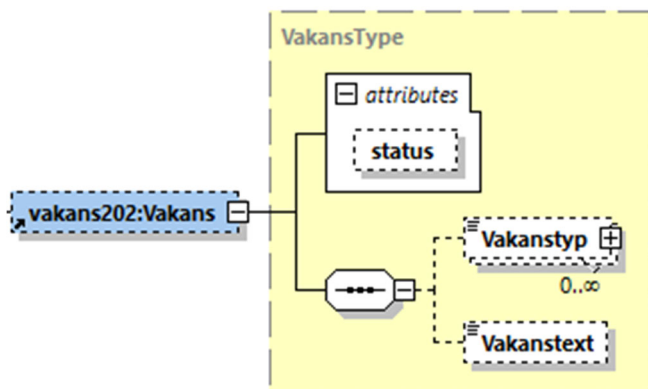 VakansType
attributes
status
vakans202:Vakans
Vakanstyp
0..∞
Vakanstext